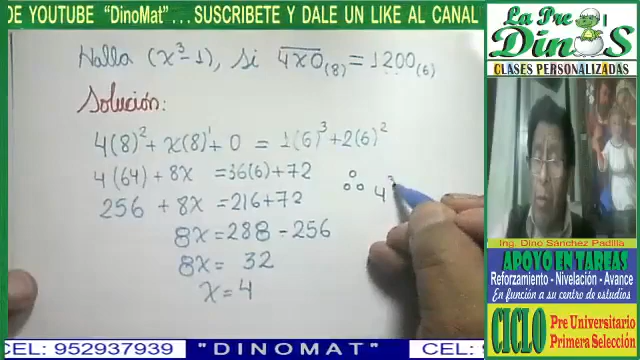 DE YOUTUBE "DinoMat"... SUSCRIBETE Y DALE UN LIKE AL CANAL
La Pre
DinoS
CLASES PERSONALIZADAS
Halla (x³-1), si 4x0(8) = 1200(6)
Solución:
4(8)² + x(8)¹ + 0 = 1(6)³ + 2(6)²
4(64) + 8x = 36(6) + 72
256 + 8x = 216 + 72
8x = 288 - 256
8x = 32
x = 4
∴ 4
Ing. Dino Sánchez Padilla
APOYO EN TAREAS
Reforzamiento - Nivelación - Avance
En función a su centro de estudios
CICLO Pre Universitario
Primera Selección
CEL: 952937939 "DINOMAT" CEL: